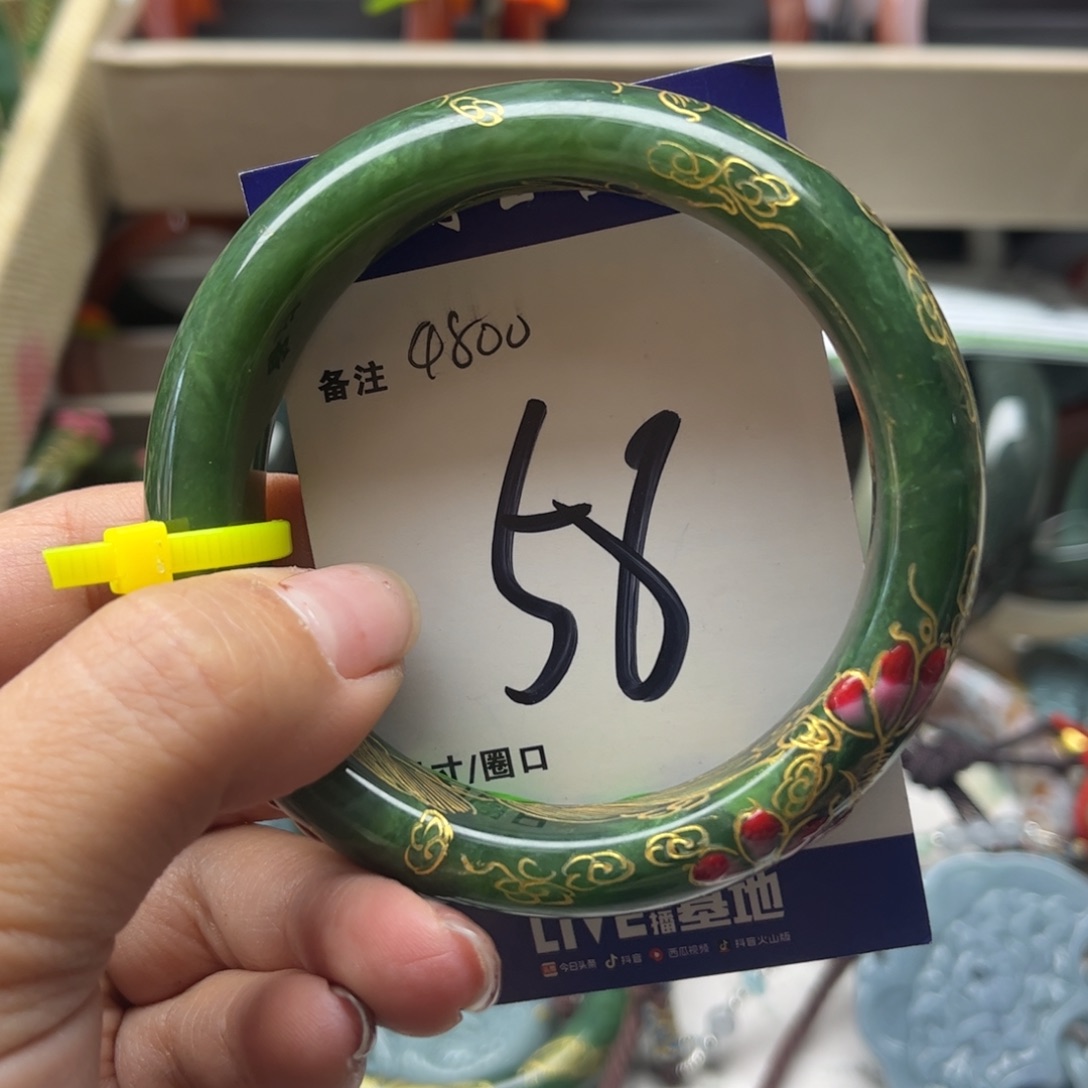 备注 9800
58
寸/圈口
LIVE播基地
今日头条 抖音 西瓜视频 抖音火山版